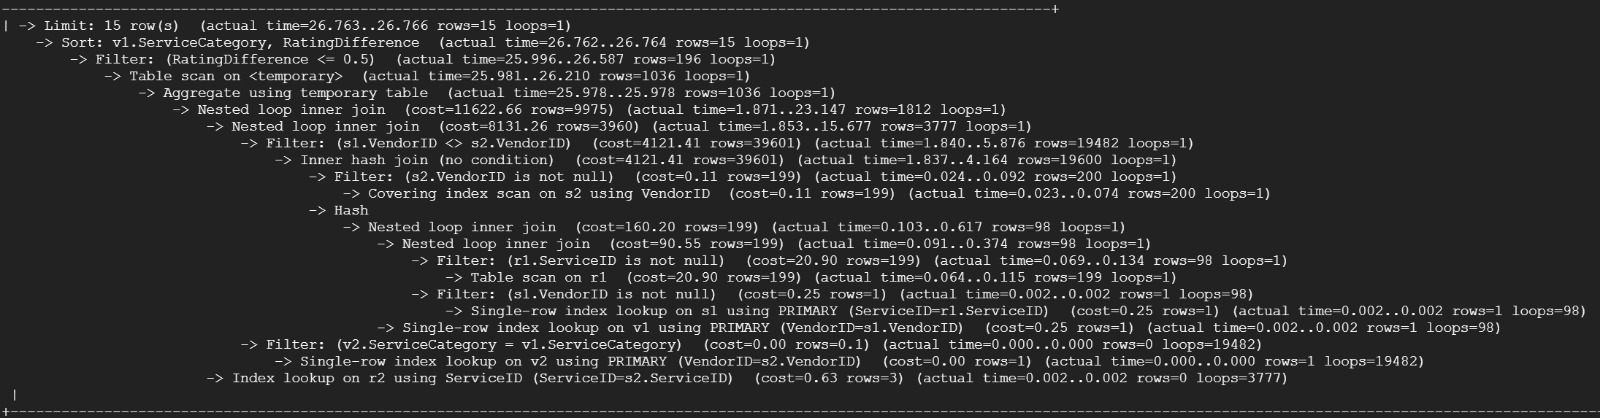 | -> Limit: 15 row(s)  (actual time=26.763..26.766 rows=15 loops=1)
-> Sort: v1.ServiceCategory, RatingDifference  (actual time=26.762..26.764 rows=15 loops=1)
-> Filter: (RatingDifference <= 0.5)  (actual time=25.996..26.587 rows=196 loops=1)
-> Table scan on <temporary>  (actual time=25.981..26.210 rows=1036 loops=1)
-> Aggregate using temporary table  (actual time=25.978..25.978 rows=1036 loops=1)
-> Nested loop inner join  (cost=11622.66 rows=9975) (actual time=1.871..23.147 rows=1812 loops=1)
-> Nested loop inner join  (cost=8131.26 rows=3960) (actual time=1.853..15.677 rows=3777 loops=1)
-> Filter: (s1.VendorID <> s2.VendorID)  (cost=4121.41 rows=39601) (actual time=1.840..5.876 rows=19482 loops=1)
-> Inner hash join (no condition)  (cost=4121.41 rows=39601) (actual time=1.837..4.164 rows=19600 loops=1)
-> Filter: (s2.VendorID is not null)  (cost=0.11 rows=199) (actual time=0.024..0.092 rows=200 loops=1)
-> Covering index scan on s2 using VendorID  (cost=0.11 rows=199) (actual time=0.023..0.074 rows=200 loops=1)
-> Hash
-> Nested loop inner join  (cost=160.20 rows=199) (actual time=0.103..0.617 rows=98 loops=1)
-> Nested loop inner join  (cost=90.55 rows=199) (actual time=0.091..0.374 rows=98 loops=1)
-> Filter: (r1.ServiceID is not null)  (cost=20.90 rows=199) (actual time=0.069..0.134 rows=98 loops=1)
-> Table scan on r1  (cost=20.90 rows=199) (actual time=0.064..0.115 rows=199 loops=1)
-> Filter: (s1.VendorID is not null)  (cost=0.25 rows=1) (actual time=0.002..0.002 rows=1 loops=98)
-> Single-row index lookup on s1 using PRIMARY (ServiceID=r1.ServiceID)  (cost=0.25 rows=1) (actual time=0.002..0.002 rows=1 loops=98)
-> Single-row index lookup on v1 using PRIMARY (VendorID=s1.VendorID)  (cost=0.25 rows=1) (actual time=0.002..0.002 rows=1 loops=98)
-> Filter: (v2.ServiceCategory = v1.ServiceCategory)  (cost=0.00 rows=0.1) (actual time=0.000..0.000 rows=0 loops=19482)
-> Single-row index lookup on v2 using PRIMARY (VendorID=s2.VendorID)  (cost=0.00 rows=1) (actual time=0.000..0.000 rows=1 loops=19482)
-> Index lookup on r2 using ServiceID (ServiceID=s2.ServiceID)  (cost=0.63 rows=3) (actual time=0.002..0.002 rows=0 loops=3777)
|